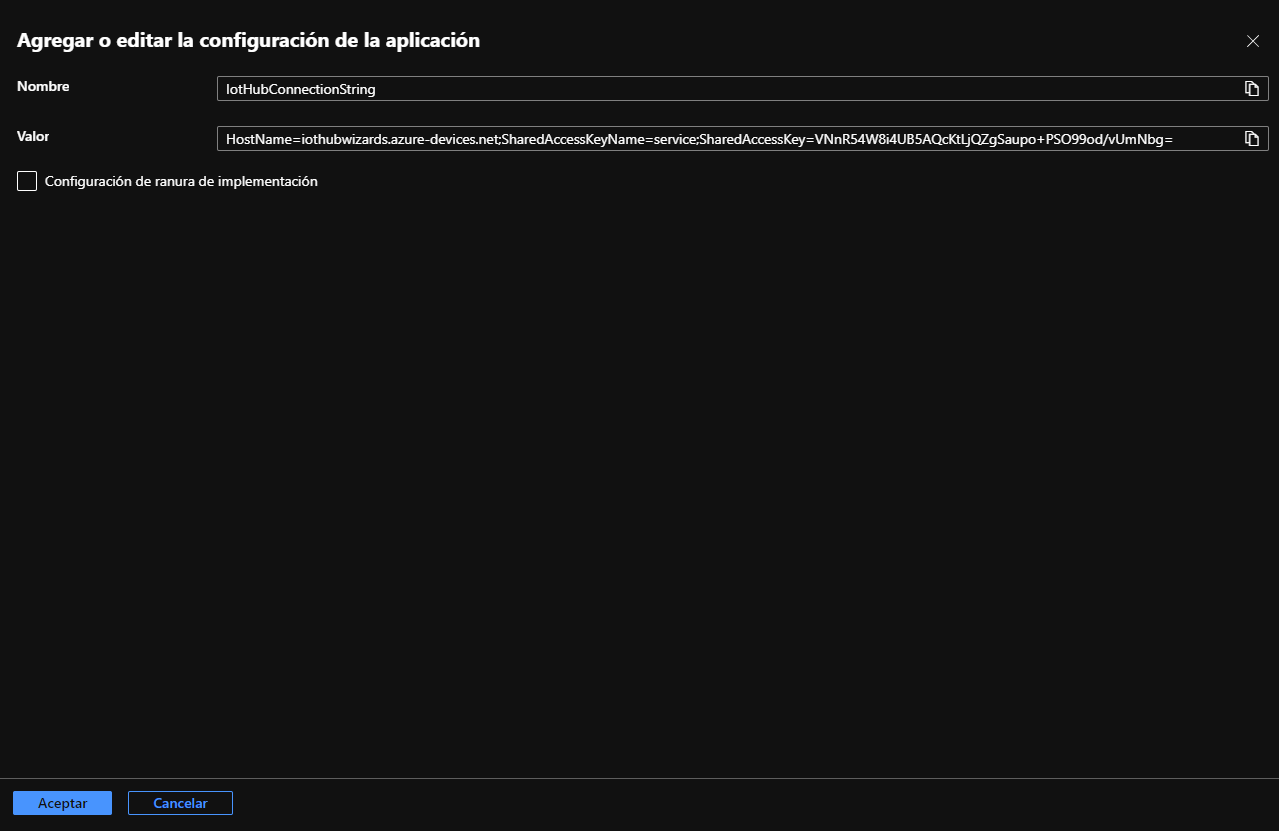 Agregar o editar la configuración de la aplicación
Nombre
IotHubConnectionString
Valor
HostName=iothubwizards.azure-devices.net;SharedAccessKeyName=service;SharedAccessKey=VNnR54W8i4UB5AQcKtLjQZgSaupo+PSO99od/vUmNbg=
Configuración de ranura de implementación
Aceptar
Cancelar